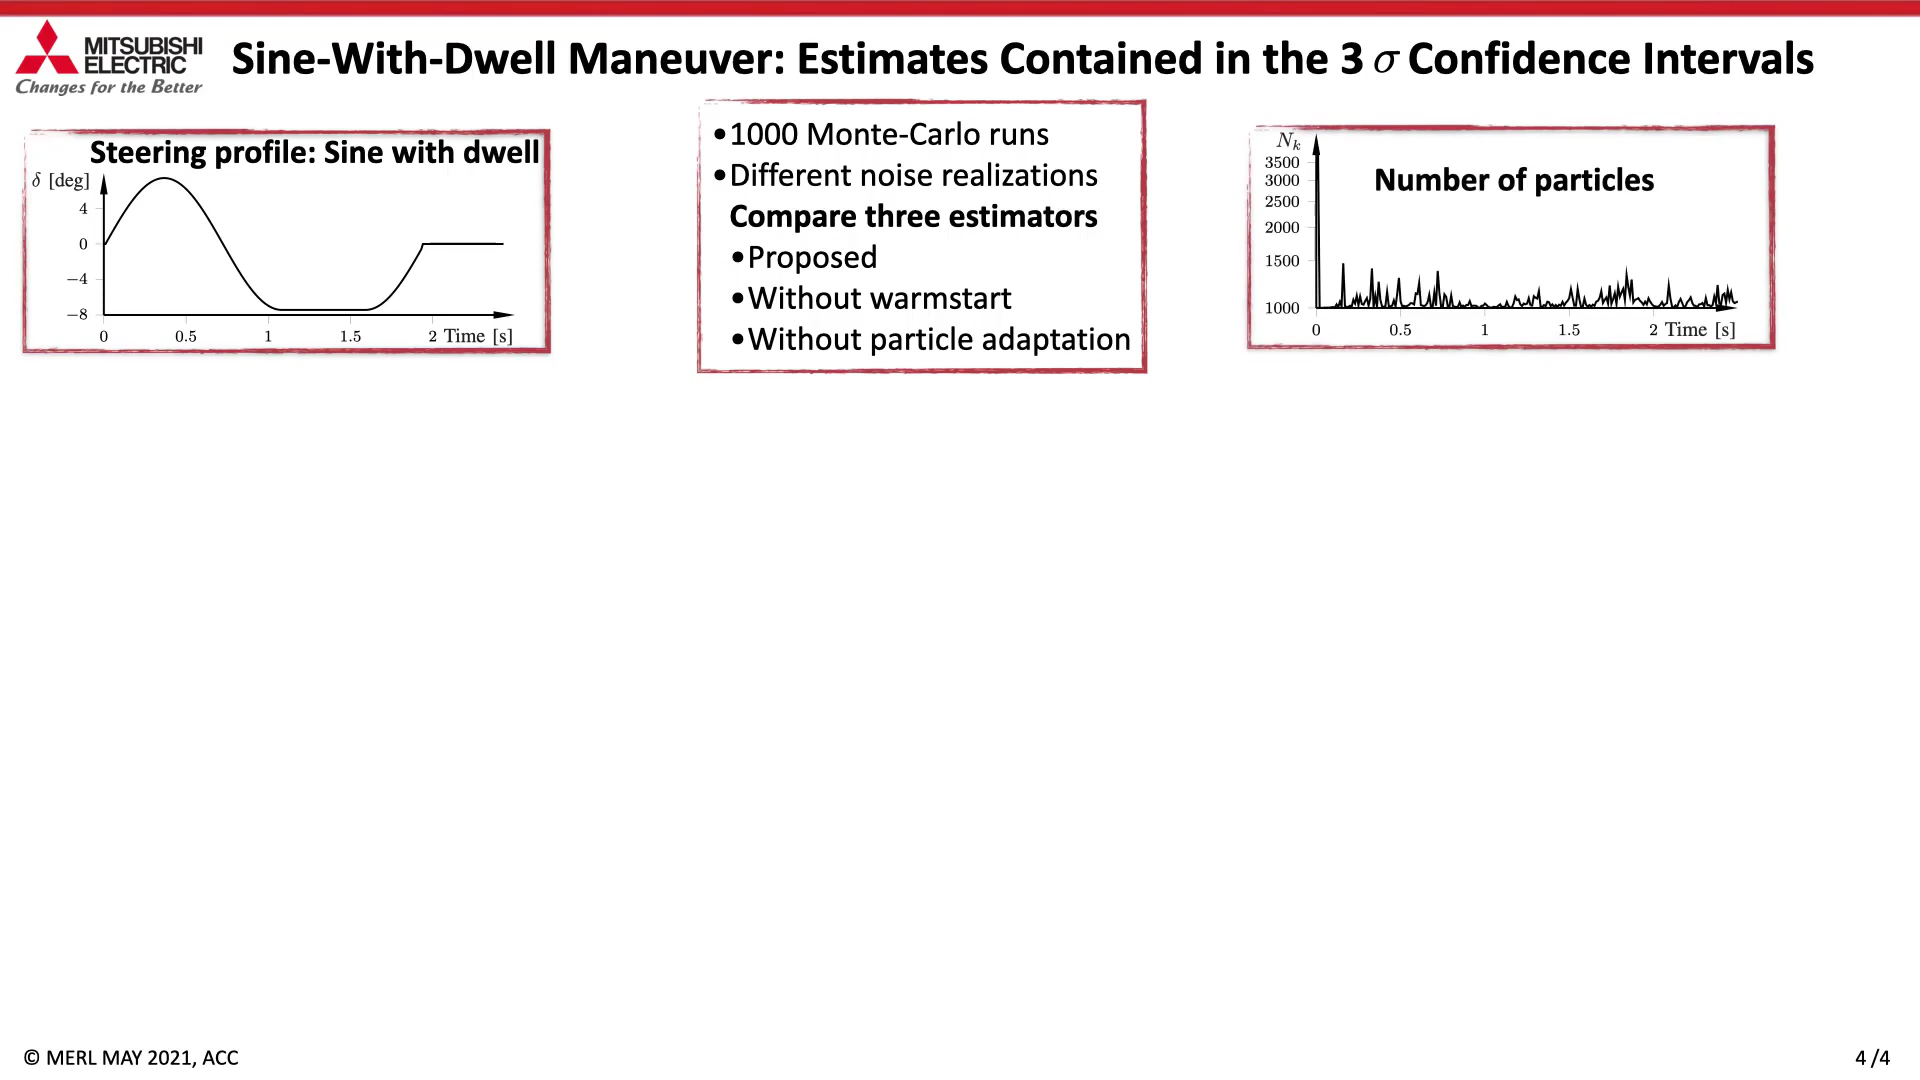 MITSUBISHI
ELECTRIC
Changes for the Better
Sine-With-Dwell Maneuver: Estimates Contained in the 3 σ Confidence Intervals
Steering profile: Sine with dwell
δ [deg]
4
0
−4
−8
0 0.5 1 1.5 2 Time [s]
•1000 Monte-Carlo runs
•Different noise realizations
Compare three estimators
•Proposed
•Without warmstart
•Without particle adaptation
Nk
Number of particles
3500
3000
2500
2000
1500
1000
0 0.5 1 1.5 2 Time [s]
© MERL MAY 2021, ACC
4 /4